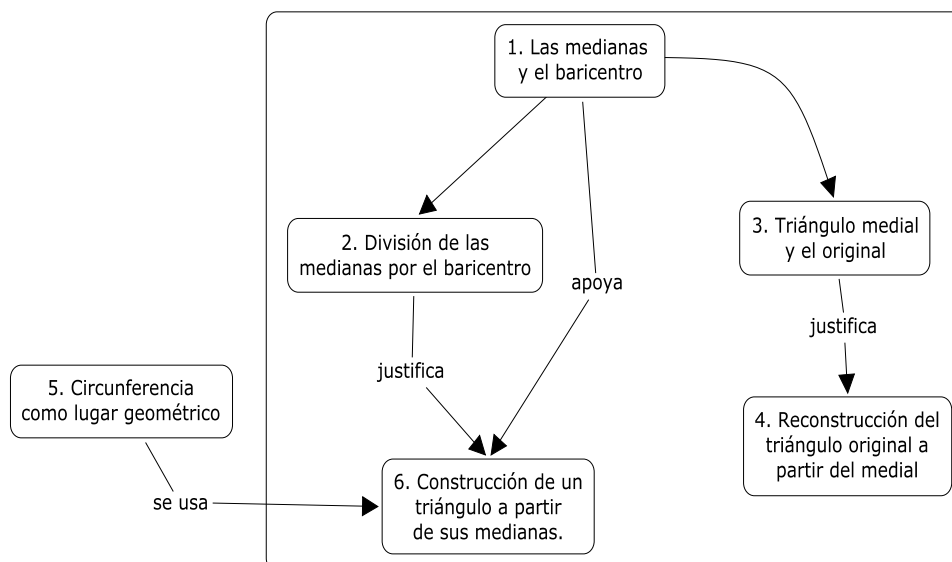 1. Las medianas
y el baricentro
2. División de las
medianas por el baricentro
apoya
3. Triángulo medial
y el original
justifica
justifica
5. Circunferencia
como lugar geométrico
4. Reconstrucción del
triángulo original a
partir del medial
se usa
6. Construcción de un
triángulo a partir
de sus medianas.